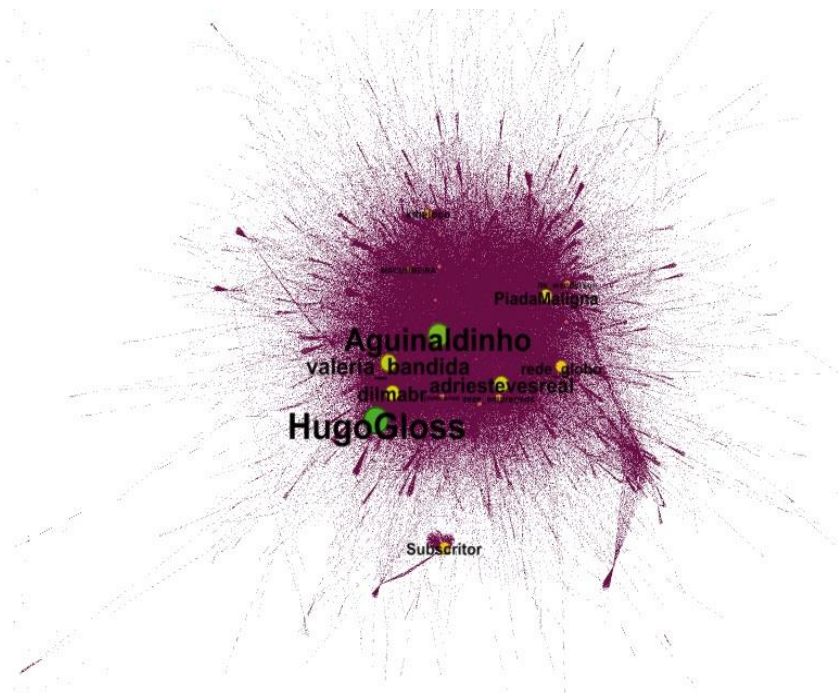 PiadaMaligna
Aguinaldinho
valeria_bandida
rede_globo
adriestevesreal
dilmabr
HugoGloss
Subscritor